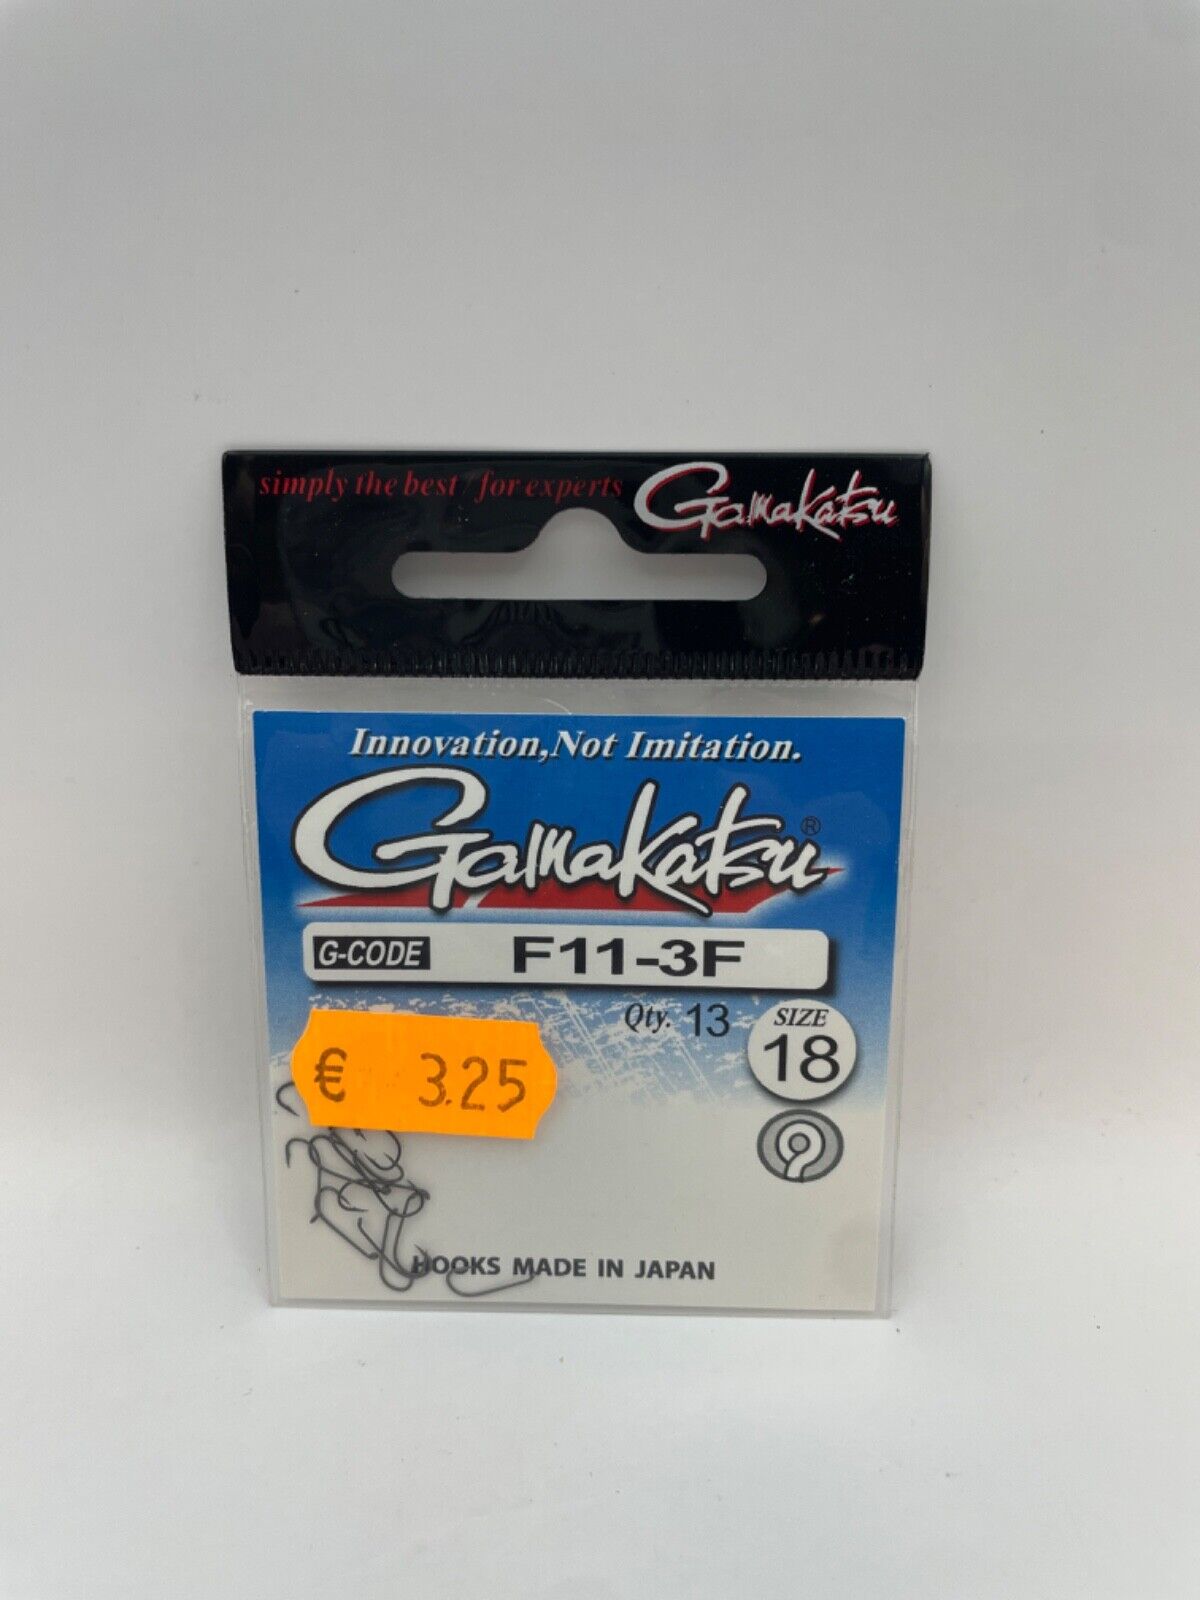 simply the best / for experts Gamakatsu
Innovation,Not Imitation.
Gamakatsu®
G-CODE F11-3F
Qty. 13 SIZE
18
€ 3.25
HOOKS MADE IN JAPAN